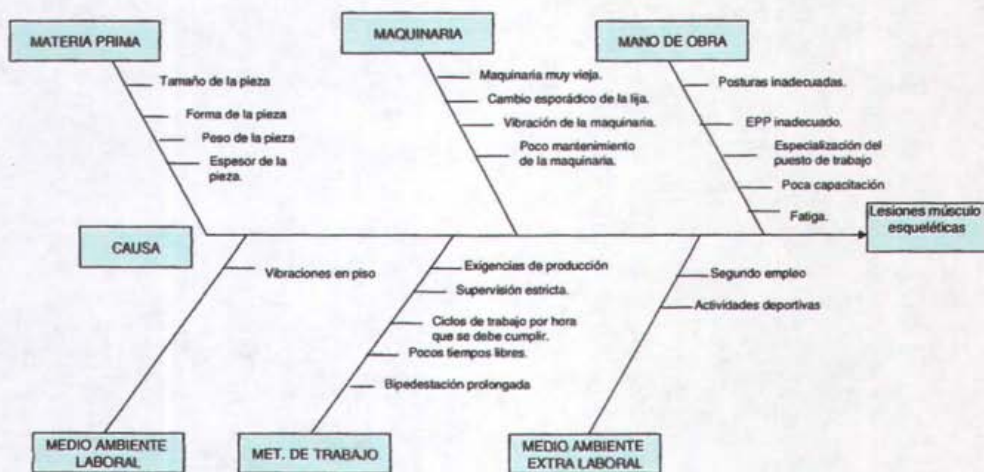 MATERIA PRIMA
Tamaño de la pieza
Forma de la pieza
Peso de la pieza
Espesor de la
pieza.
MAQUINARIA
Maquinaria muy vieja.
Cambio esporádico de la lija.
Vibración de la maquinaria.
Poco mantenimiento
de la maquinaria.
MANO DE OBRA
Posturas inadecuadas.
EPP inadecuado.
Especialización del
puesto de trabajo
Poca capacitación
Fatiga.
Lesiones músculo
esqueléticas
CAUSA
Vibraciones en piso
MEDIO AMBIENTE
LABORAL
Exigencias de producción
Supervisión estricta.
Ciclos de trabajo por hora
que se debe cumplir.
Pocos tiempos libres.
Bipedestación prolongada
MET. DE TRABAJO
Segundo empleo
Actividades deportivas
MEDIO AMBIENTE
EXTRA LABORAL